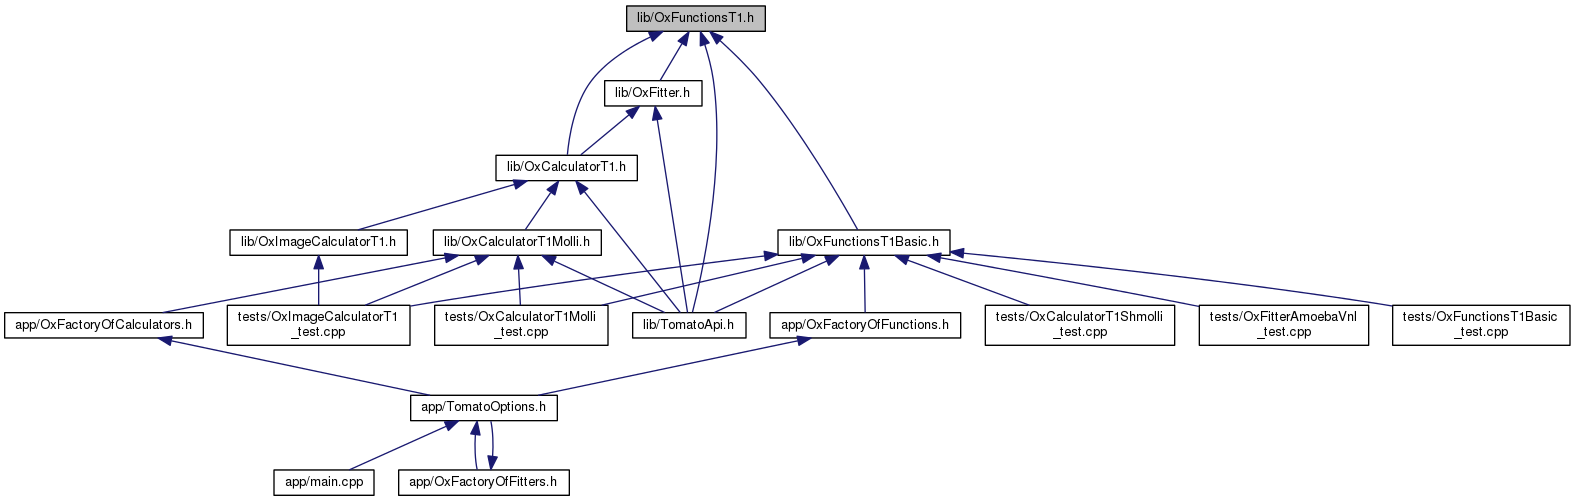 lib/OxFunctionsT1.h
lib/OxFitter.h
lib/OxCalculatorT1.h
lib/OxImageCalculatorT1.h
lib/OxCalculatorT1Molli.h
lib/OxFunctionsT1Basic.h
app/OxFactoryOfCalculators.h
tests/OxImageCalculatorT1
_test.cpp
tests/OxCalculatorT1Molli
_test.cpp
lib/TomatoApi.h
app/OxFactoryOfFunctions.h
tests/OxCalculatorT1Shmolli
_test.cpp
tests/OxFitterAmoebaVnl
_test.cpp
tests/OxFunctionsT1Basic
_test.cpp
app/TomatoOptions.h
app/main.cpp
app/OxFactoryOfFitters.h